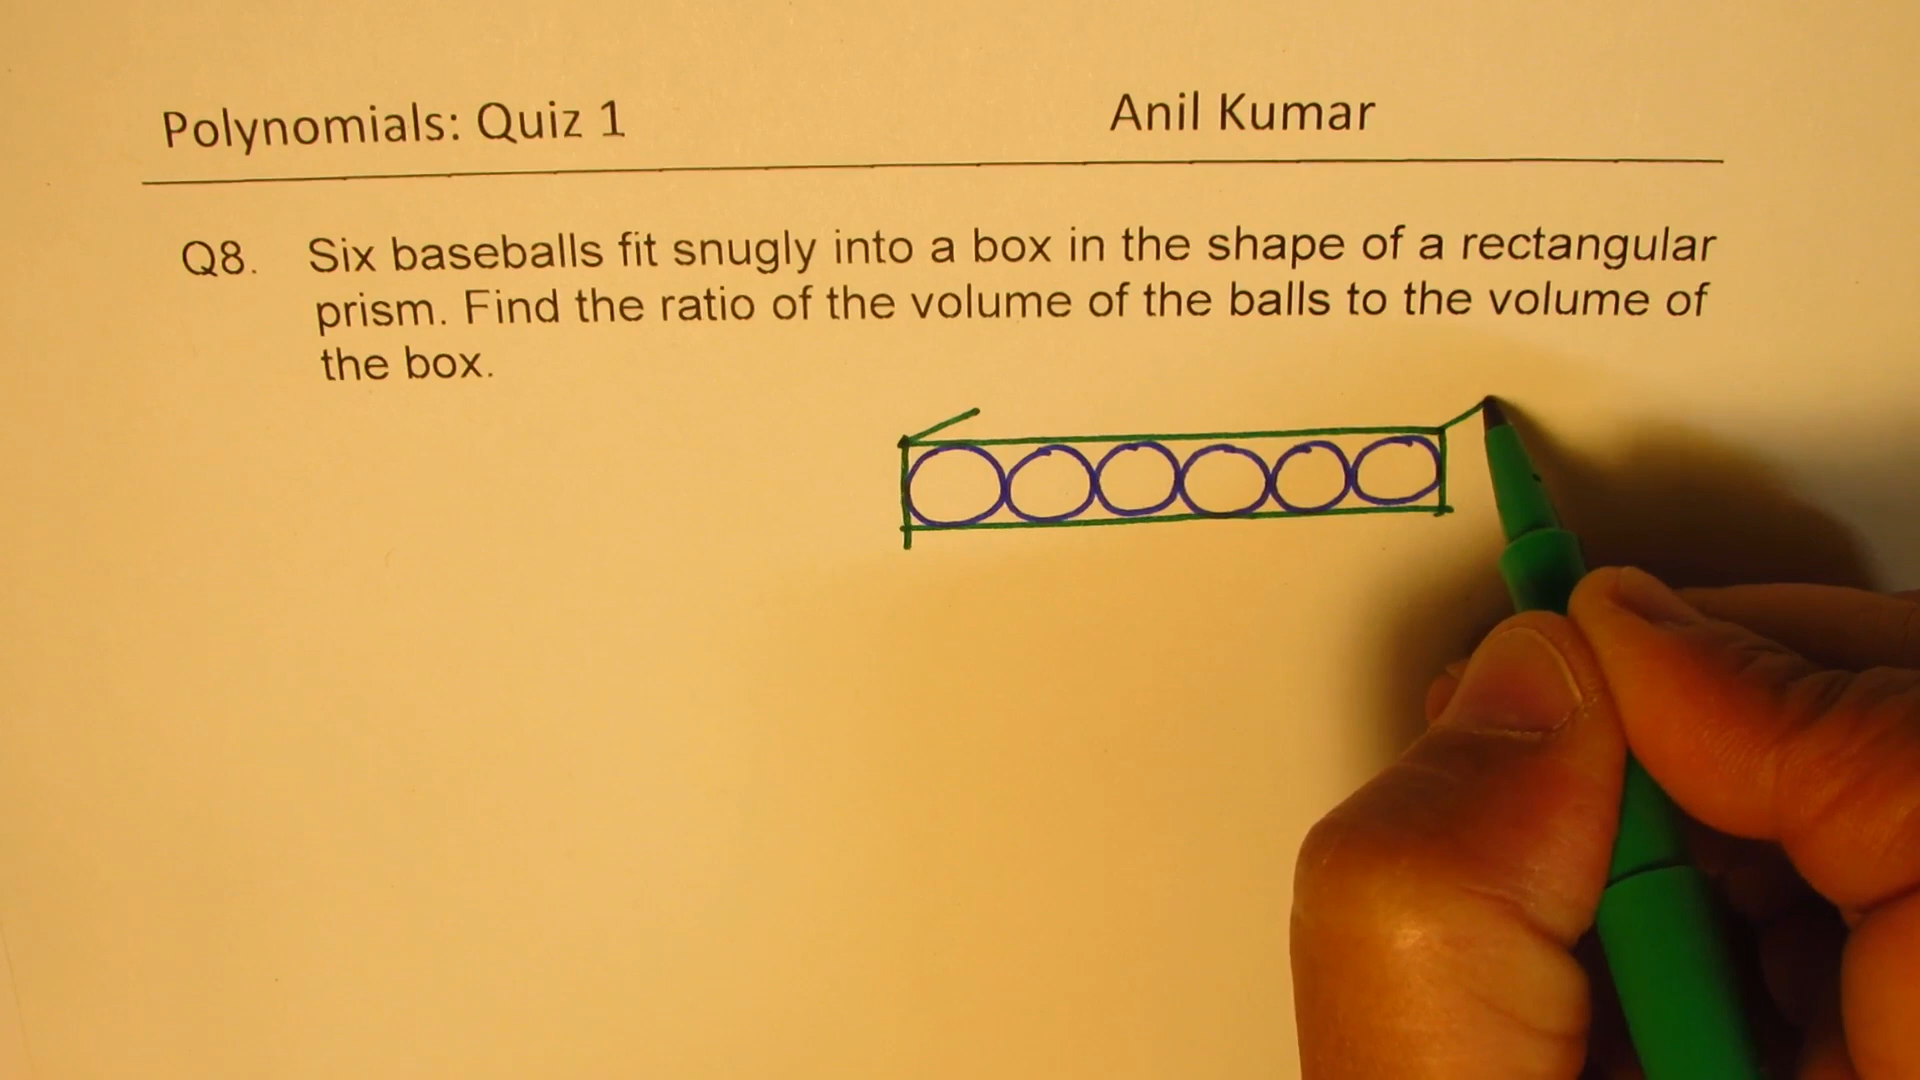 Polynomials: Quiz 1 Anil Kumar
Q8. Six baseballs fit snugly into a box in the shape of a rectangular
prism. Find the ratio of the volume of the balls to the volume of
the box.